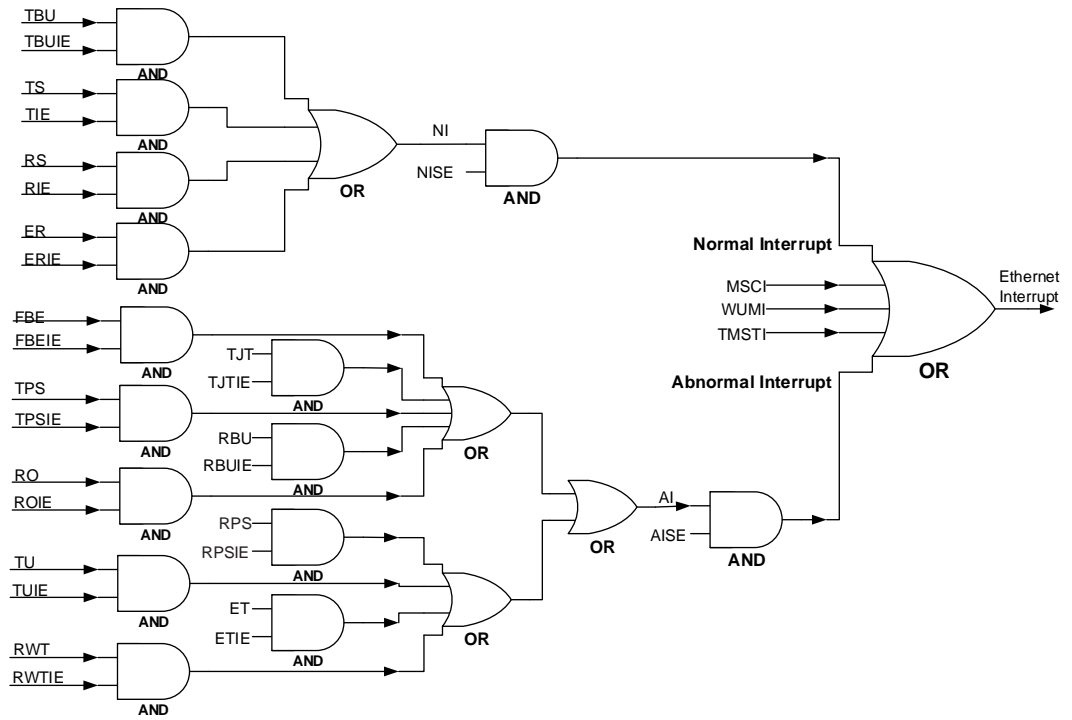 TBU
TBUIE
AND
TS
TIE
AND
RS
RIE
AND
ER
ERIE
AND
OR
NI
NISE
AND
Normal Interrupt
MSCI
WUMI
TMSTI
Abnormal Interrupt
OR
Ethernet
Interrupt
FBE
FBEIE
AND
TJT
TJTIE
AND
TPS
TPSIE
AND
RBU
RBUIE
AND
RO
ROIE
AND
OR
RPS
RPSIE
AND
TU
TUIE
AND
ET
ETIE
AND
RWT
RWTIE
AND
OR
OR
AI
AISE
AND